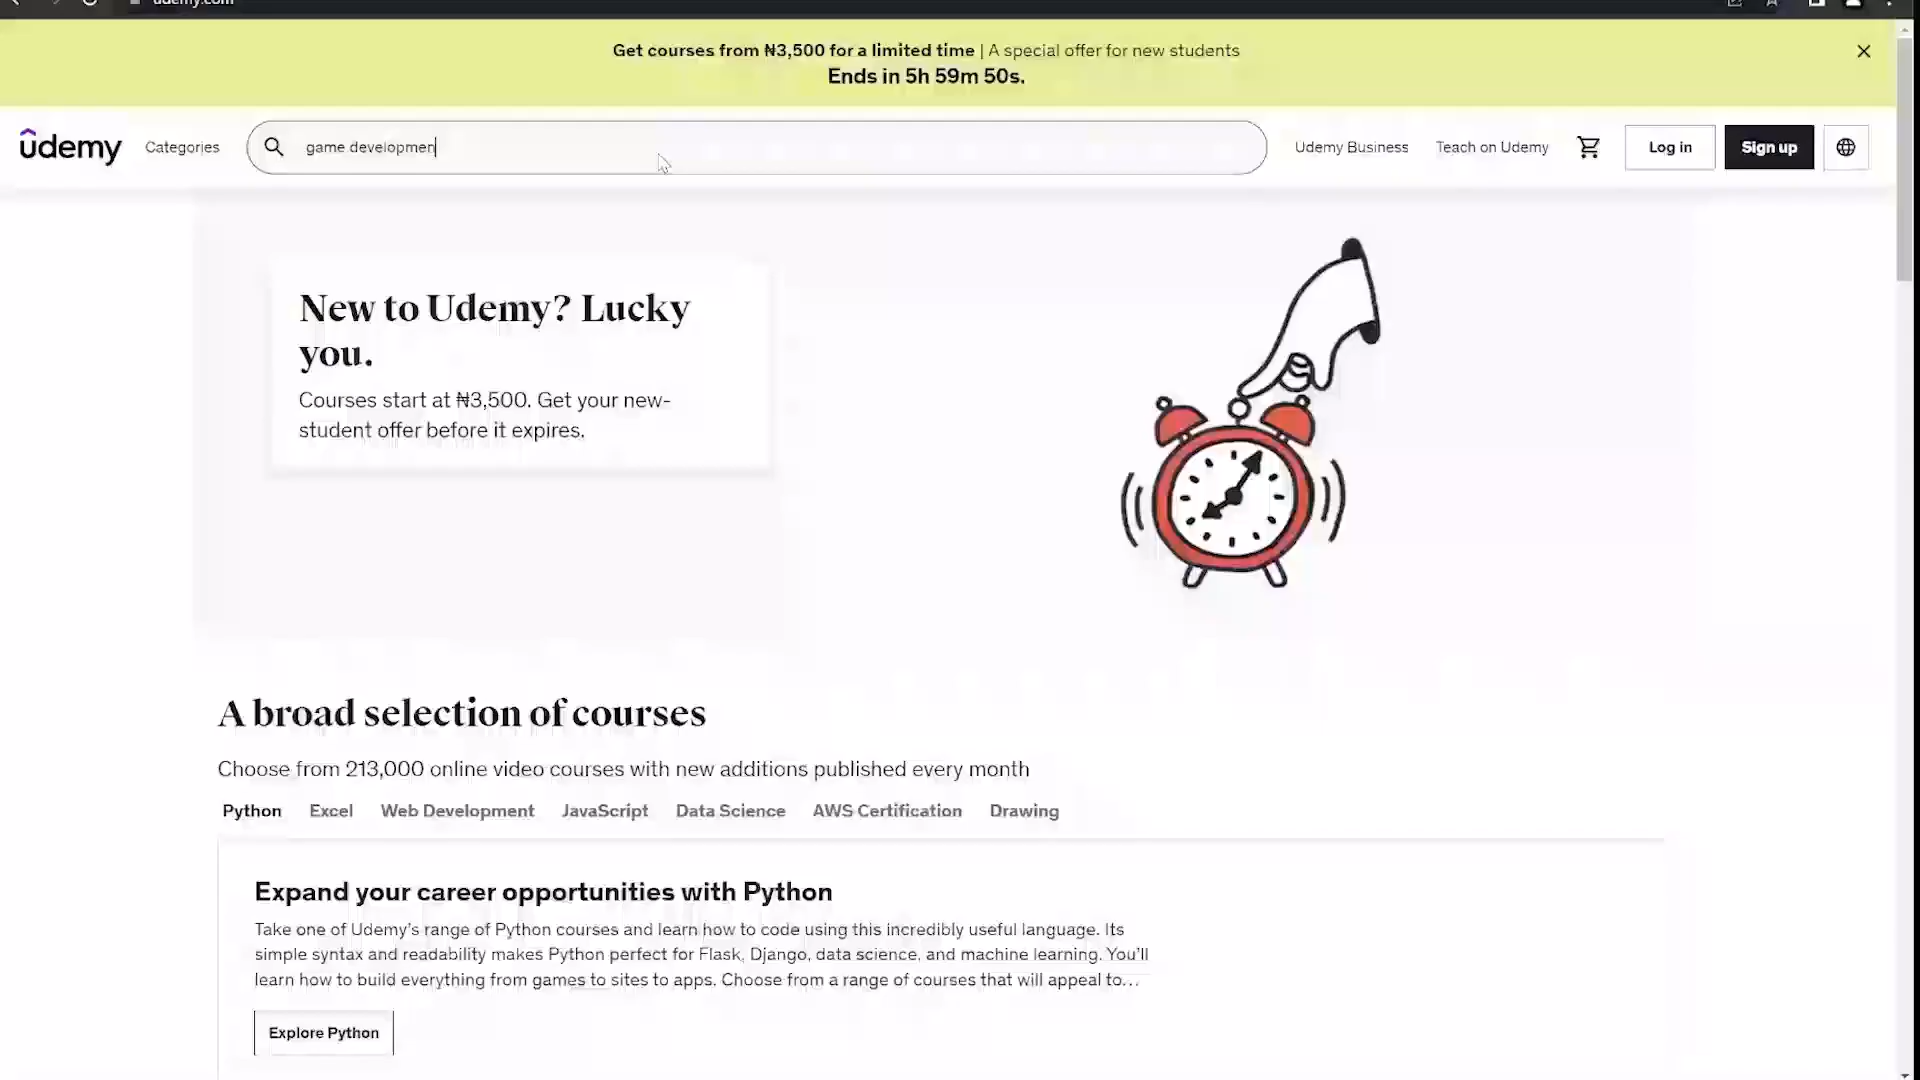 udemy.com
Get courses from ₦3,500 for a limited time | A special offer for new students
Ends in 5h 59m 50s.
udemy
Categories
game developmen
Udemy Business
Teach on Udemy
Log in
Sign up
New to Udemy? Lucky
you.
Courses start at ₦3,500. Get your new-
student offer before it expires.
A broad selection of courses
Choose from 213,000 online video courses with new additions published every month
Python
Excel
Web Development
JavaScript
Data Science
AWS Certification
Drawing
Expand your career opportunities with Python
Take one of Udemy’s range of Python courses and learn how to code using this incredibly useful language. Its
simple syntax and readability makes Python perfect for Flask, Django, data science, and machine learning. You’ll
learn how to build everything from games to sites to apps. Choose from a range of courses that will appeal to...
Explore Python